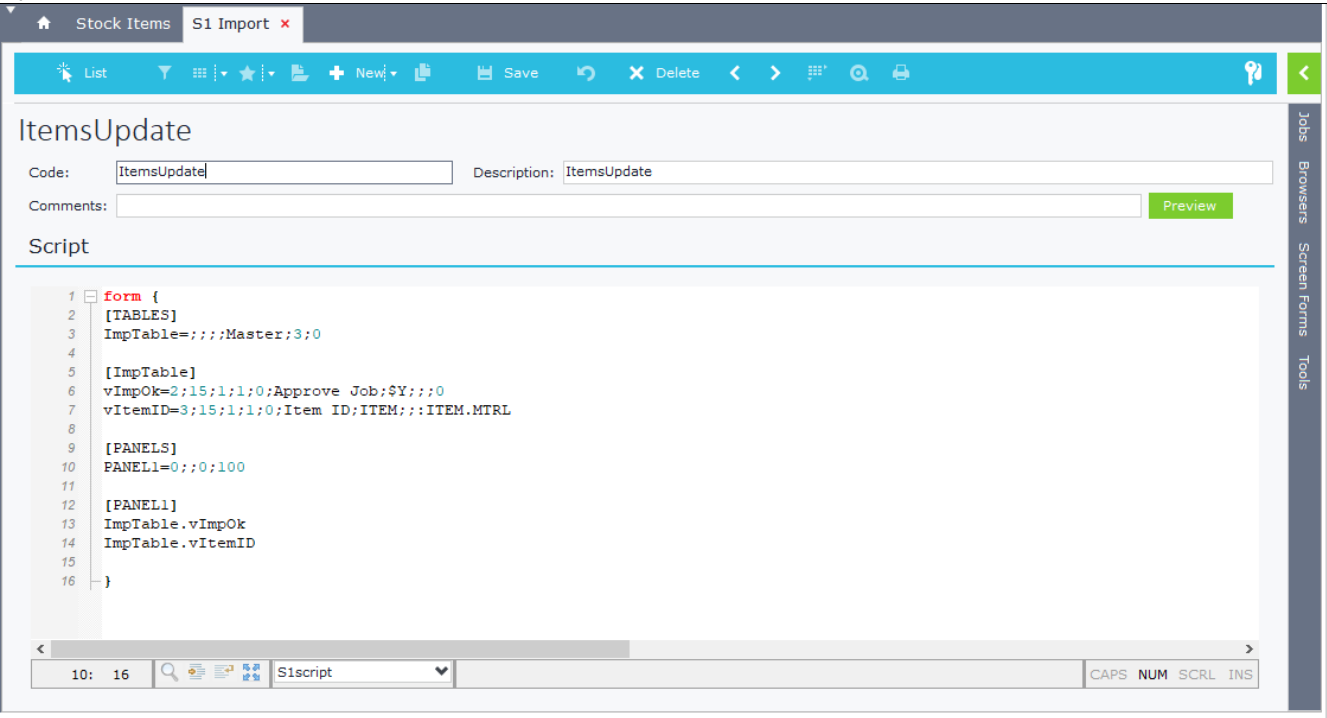 Stock Items S1 Import ×
List New Save Delete
ItemsUpdate
Code: ItemsUpdate Description: ItemsUpdate
Comments: Preview
Script
1 form {
2 [TABLES]
3 ImpTable=;;;;Master;3;0
4
5 [ImpTable]
6 vImpOk=2;15;1;1;0;Approve Job;$Y;;;0
7 vItemID=3;15;1;1;0;Item ID;ITEM;;:ITEM.MTRL
8
9 [PANELS]
10 PANEL1=0;;0;100
11
12 [PANEL1]
13 ImpTable.vImpOk
14 ImpTable.vItemID
15
16 }
10: 16 S1script CAPS NUM SCRL INS
Jobs
Browsers
Screen Forms
Tools